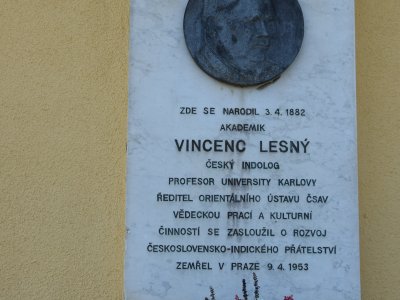 ZDE SE NARODIL 3.4.1882
AKADEMIK
VINCENC LESNÝ
ČESKÝ INDOLOG
PROFESOR UNIVERSITY KARLOVY
ŘEDITEL ORIENTÁLNÍHO ÚSTAVU ČSAV
VĚDECKOU PRACÍ A KULTURNÍ
ČINNOSTÍ SE ZASLOUŽIL O ROZVOJ
ČESKOSLOVENSKO-INDICKÉHO PŘÁTELSTVÍ
ZEMŘEL V PRAZE 9.4.1953